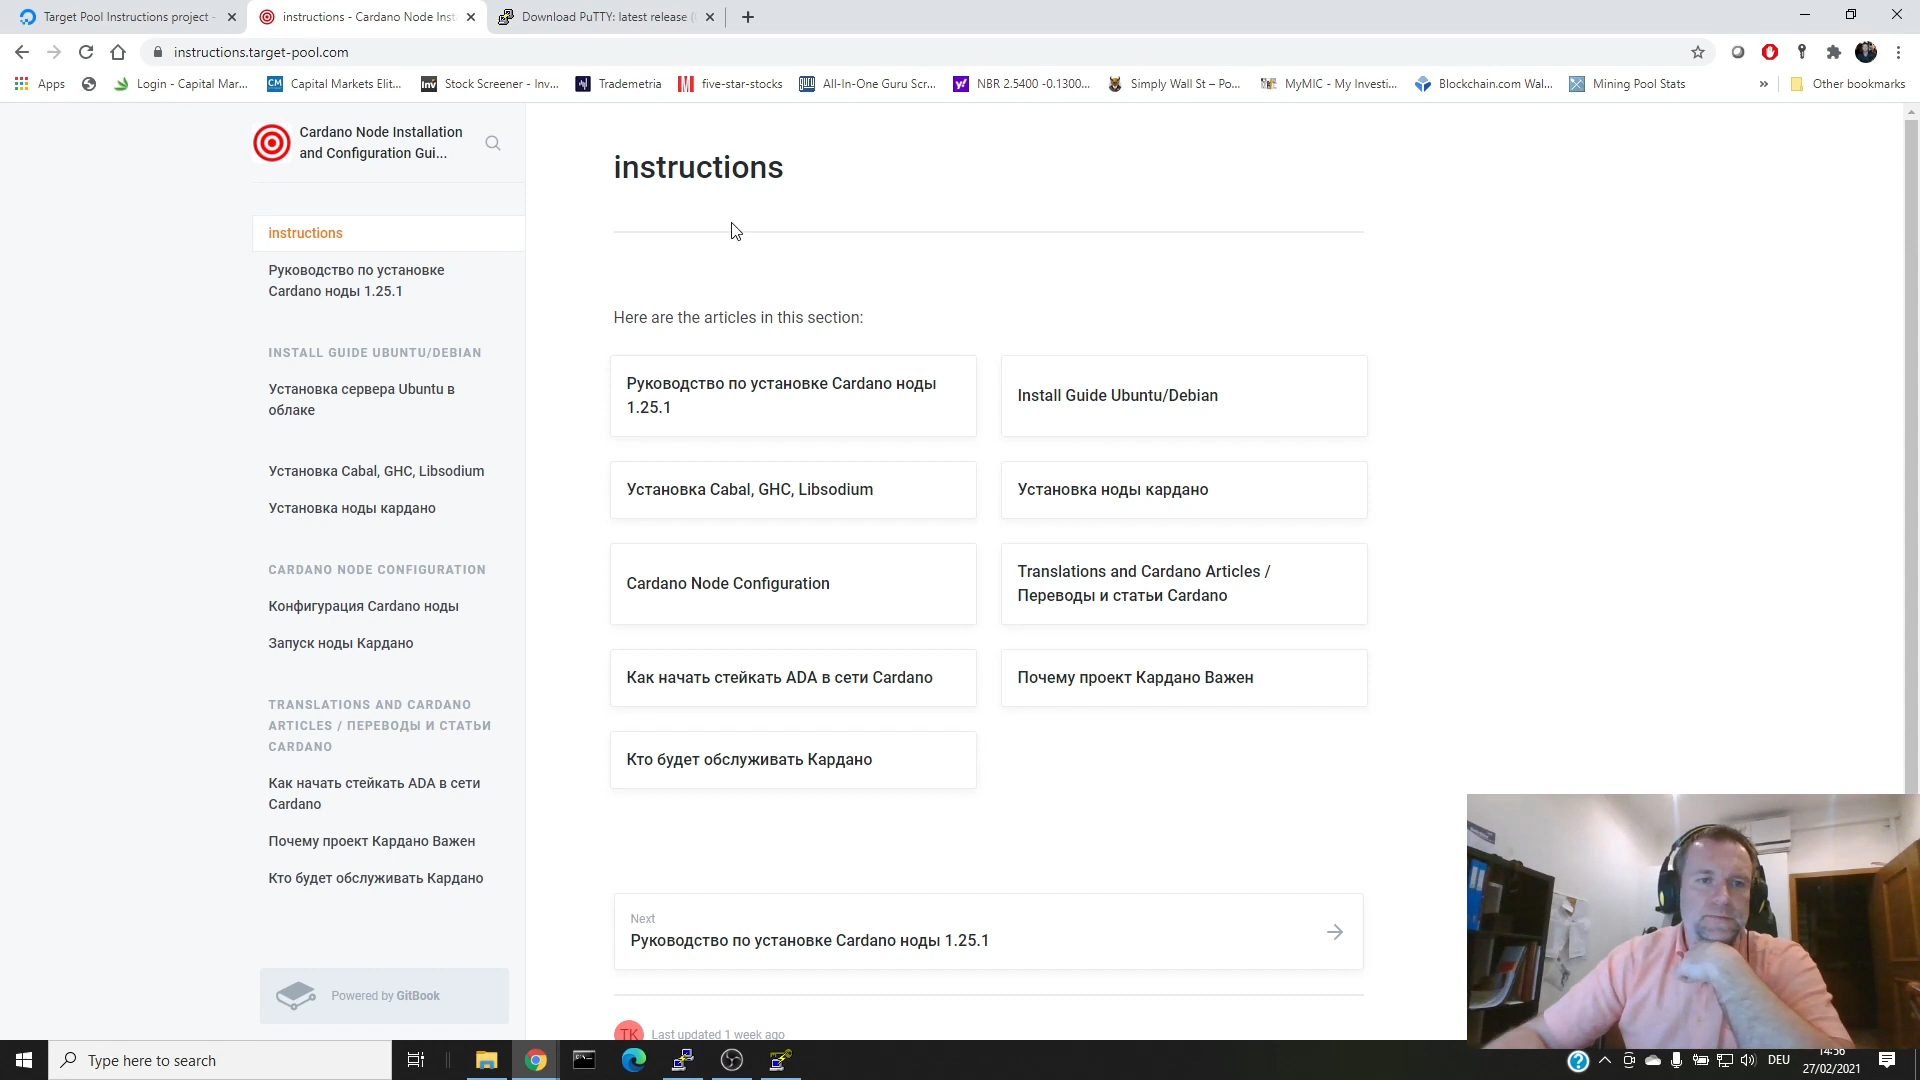 Target Pool Instructions project -
instructions - Cardano Node Inst
Download PuTTY: latest release (
instructions.target-pool.com
Apps
Login - Capital Mar...
Capital Markets Elit...
Stock Screener - Inv...
Trademetria
five-star-stocks
All-In-One Guru Scr...
NBR 2.5400 -0.1300...
Simply Wall St – Po...
MyMIC - My Investi...
Blockchain.com Wal...
Mining Pool Stats
»
Other bookmarks
Cardano Node Installation
and Configuration Gui...
instructions
Руководство по установке
Cardano ноды 1.25.1
INSTALL GUIDE UBUNTU/DEBIAN
Установка сервера Ubuntu в
облаке
Установка Cabal, GHC, Libsodium
Установка ноды кардано
CARDANO NODE CONFIGURATION
Конфигурация Cardano ноды
Запуск ноды Кардано
TRANSLATIONS AND CARDANO
ARTICLES / ПЕРЕВОДЫ И СТАТЬИ
CARDANO
Как начать стейкать ADA в сети
Cardano
Почему проект Кардано Важен
Кто будет обслуживать Кардано
Powered by GitBook
instructions
Here are the articles in this section:
Руководство по установке Cardano ноды
1.25.1
Install Guide Ubuntu/Debian
Установка Cabal, GHC, Libsodium
Установка ноды кардано
Cardano Node Configuration
Translations and Cardano Articles /
Переводы и статьи Cardano
Как начать стейкать ADA в сети Cardano
Почему проект Кардано Важен
Кто будет обслуживать Кардано
Next
Руководство по установке Cardano ноды 1.25.1
TK
Last updated 1 week ago
Type here to search
DEU
14:56
27/02/2021